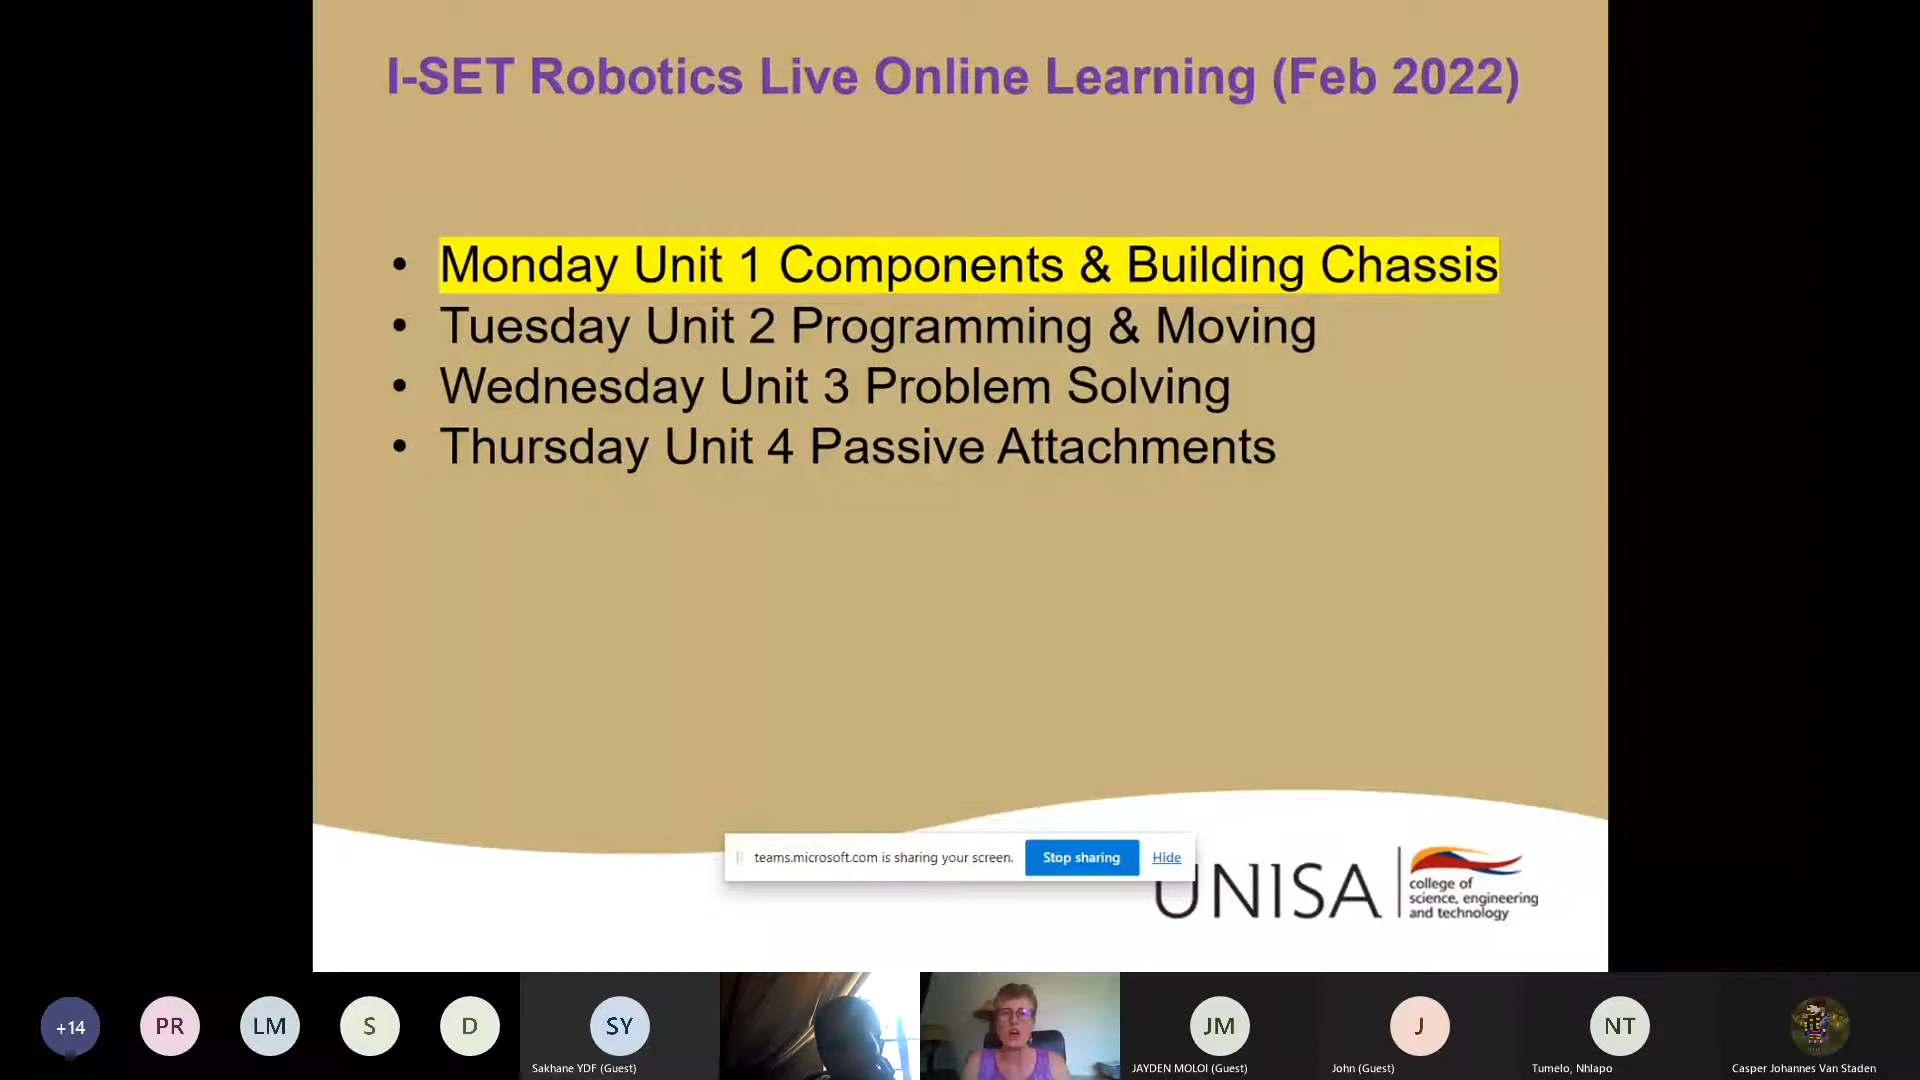 I-SET Robotics Live Online Learning (Feb 2022)
• Monday Unit 1 Components & Building Chassis
• Tuesday Unit 2 Programming & Moving
• Wednesday Unit 3 Problem Solving
• Thursday Unit 4 Passive Attachments
teams.microsoft.com is sharing your screen.
Stop sharing
Hide
UNISA
college of
science, engineering
and technology
+14
PR
LM
S
D
SY
JM
J
NT
Sakhane YDF (Guest)
JAYDEN MOLOI (Guest)
John (Guest)
Tumelo, Nhlapo
Casper Johannes Van Staden